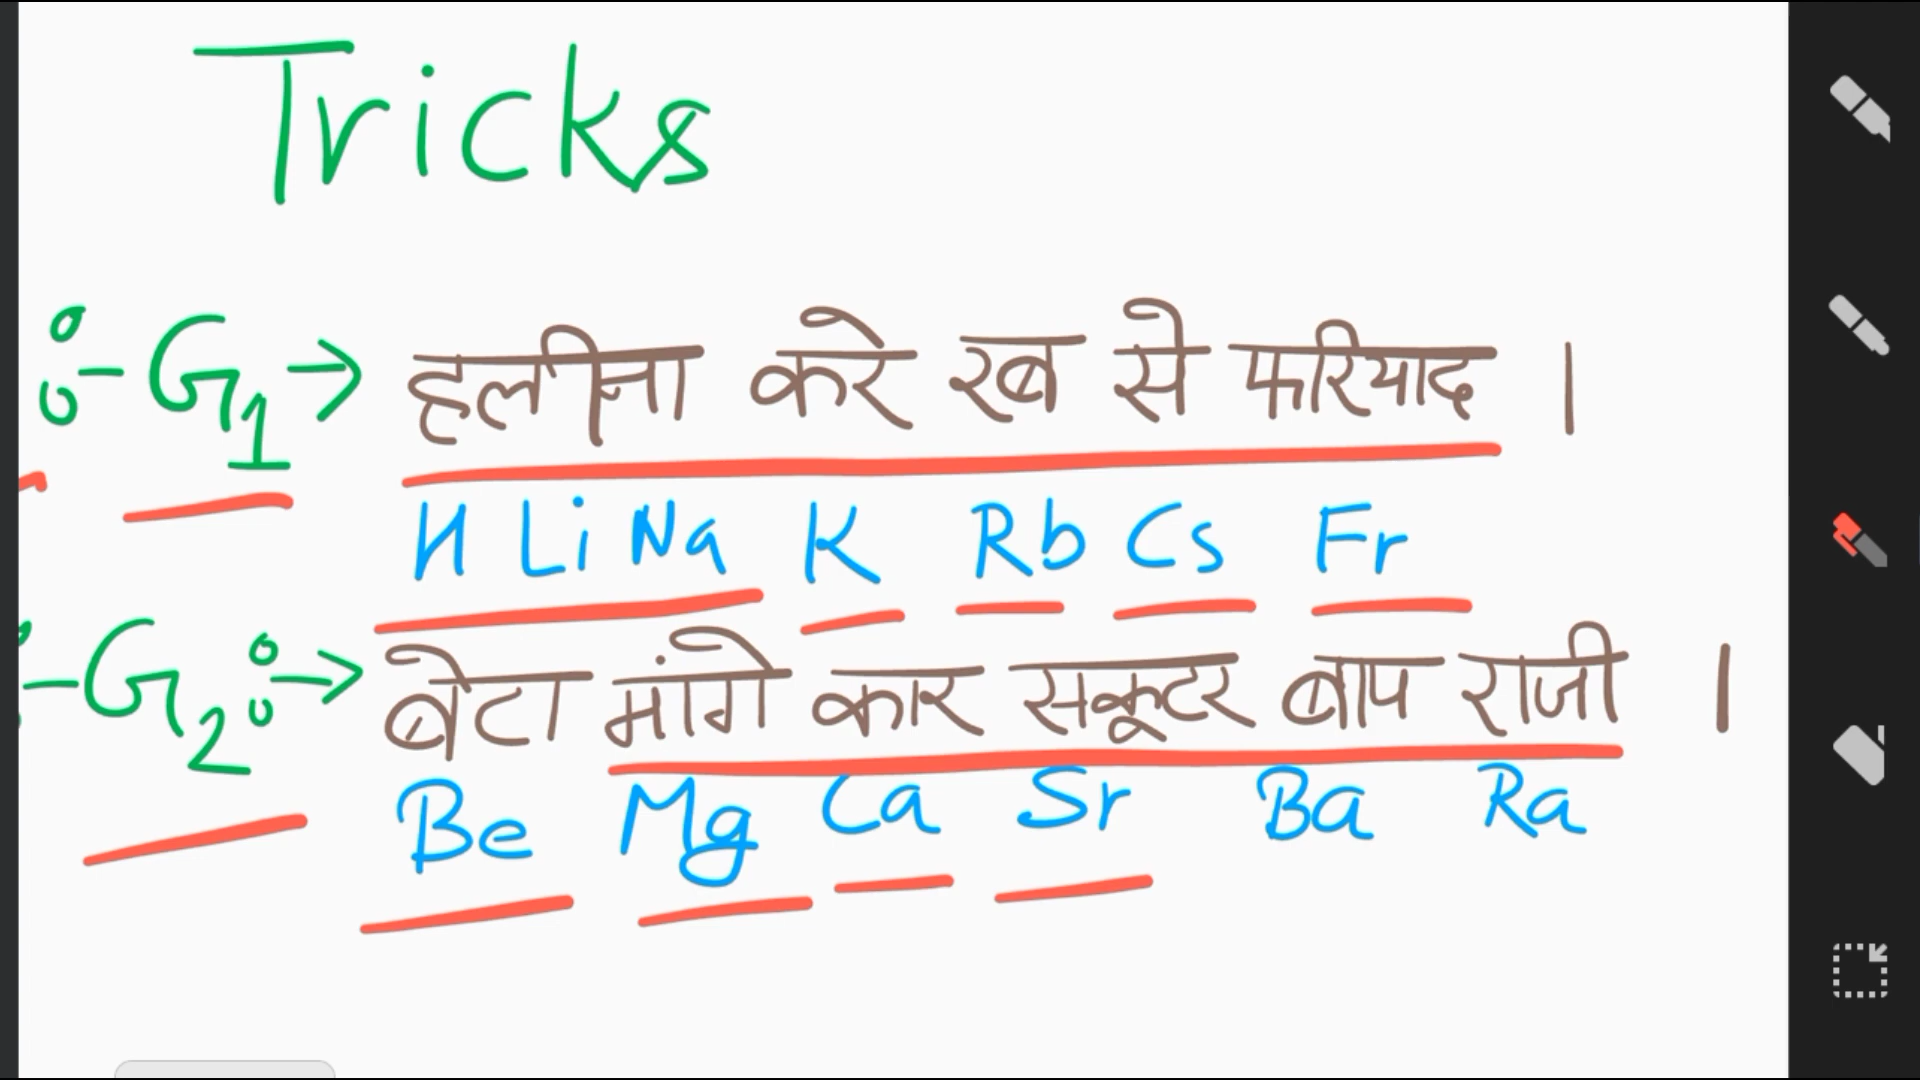 Tricks
G1 → हलीना करे रब से फरियाद ।
H Li Na K Rb Cs Fr
G2 : → बेटा मांगे कार सकूटर बाप राजी ।
Be Mg Ca Sr Ba Ra